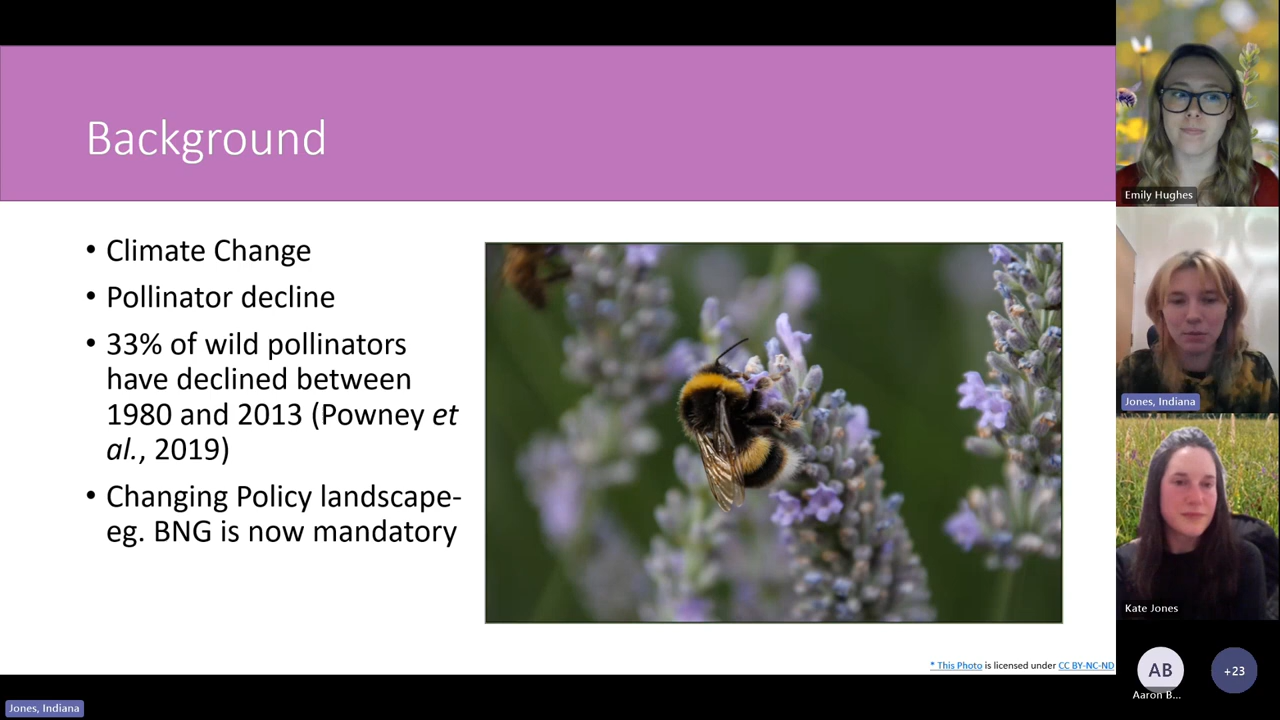 Background
• Climate Change
• Pollinator decline
• 33% of wild pollinators
have declined between
1980 and 2013 (Powney et
al., 2019)
• Changing Policy landscape-
eg. BNG is now mandatory
* This Photo is licensed under CC BY-NC-ND
Jones, Indiana
Emily Hughes
Jones, Indiana
Kate Jones
AB
Aaron B...
+23